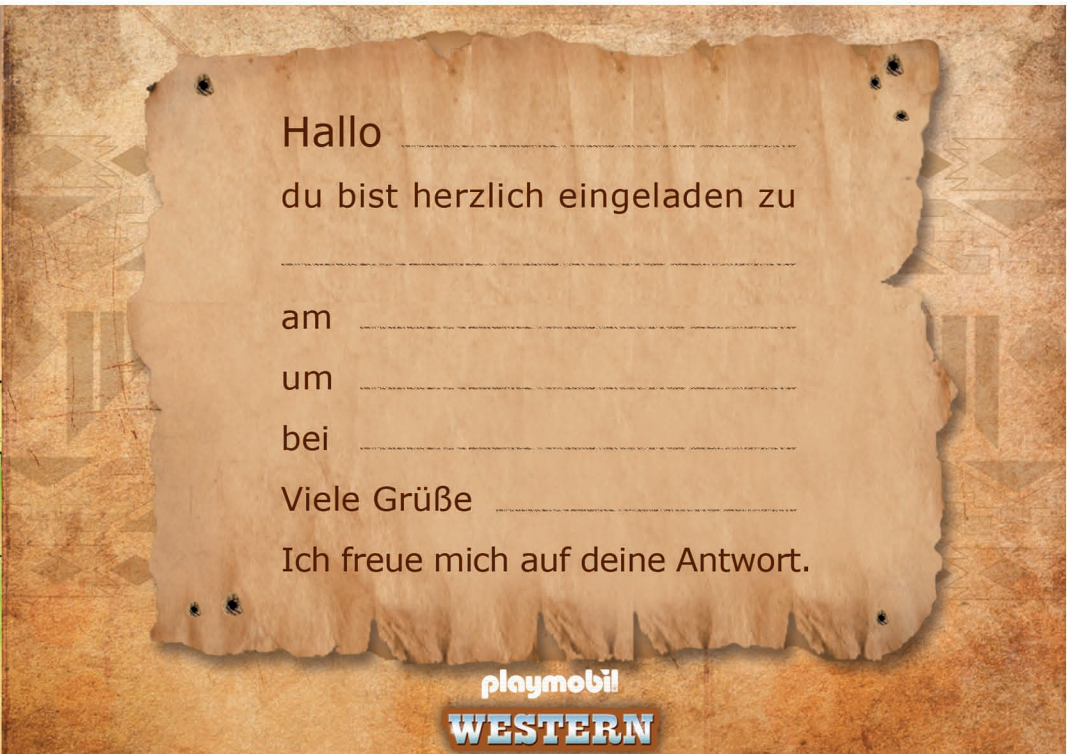 Hallo
du bist herzlich eingeladen zu
am
um
bei
Viele Grüße
Ich freue mich auf deine Antwort.
playmobil
WESTERN